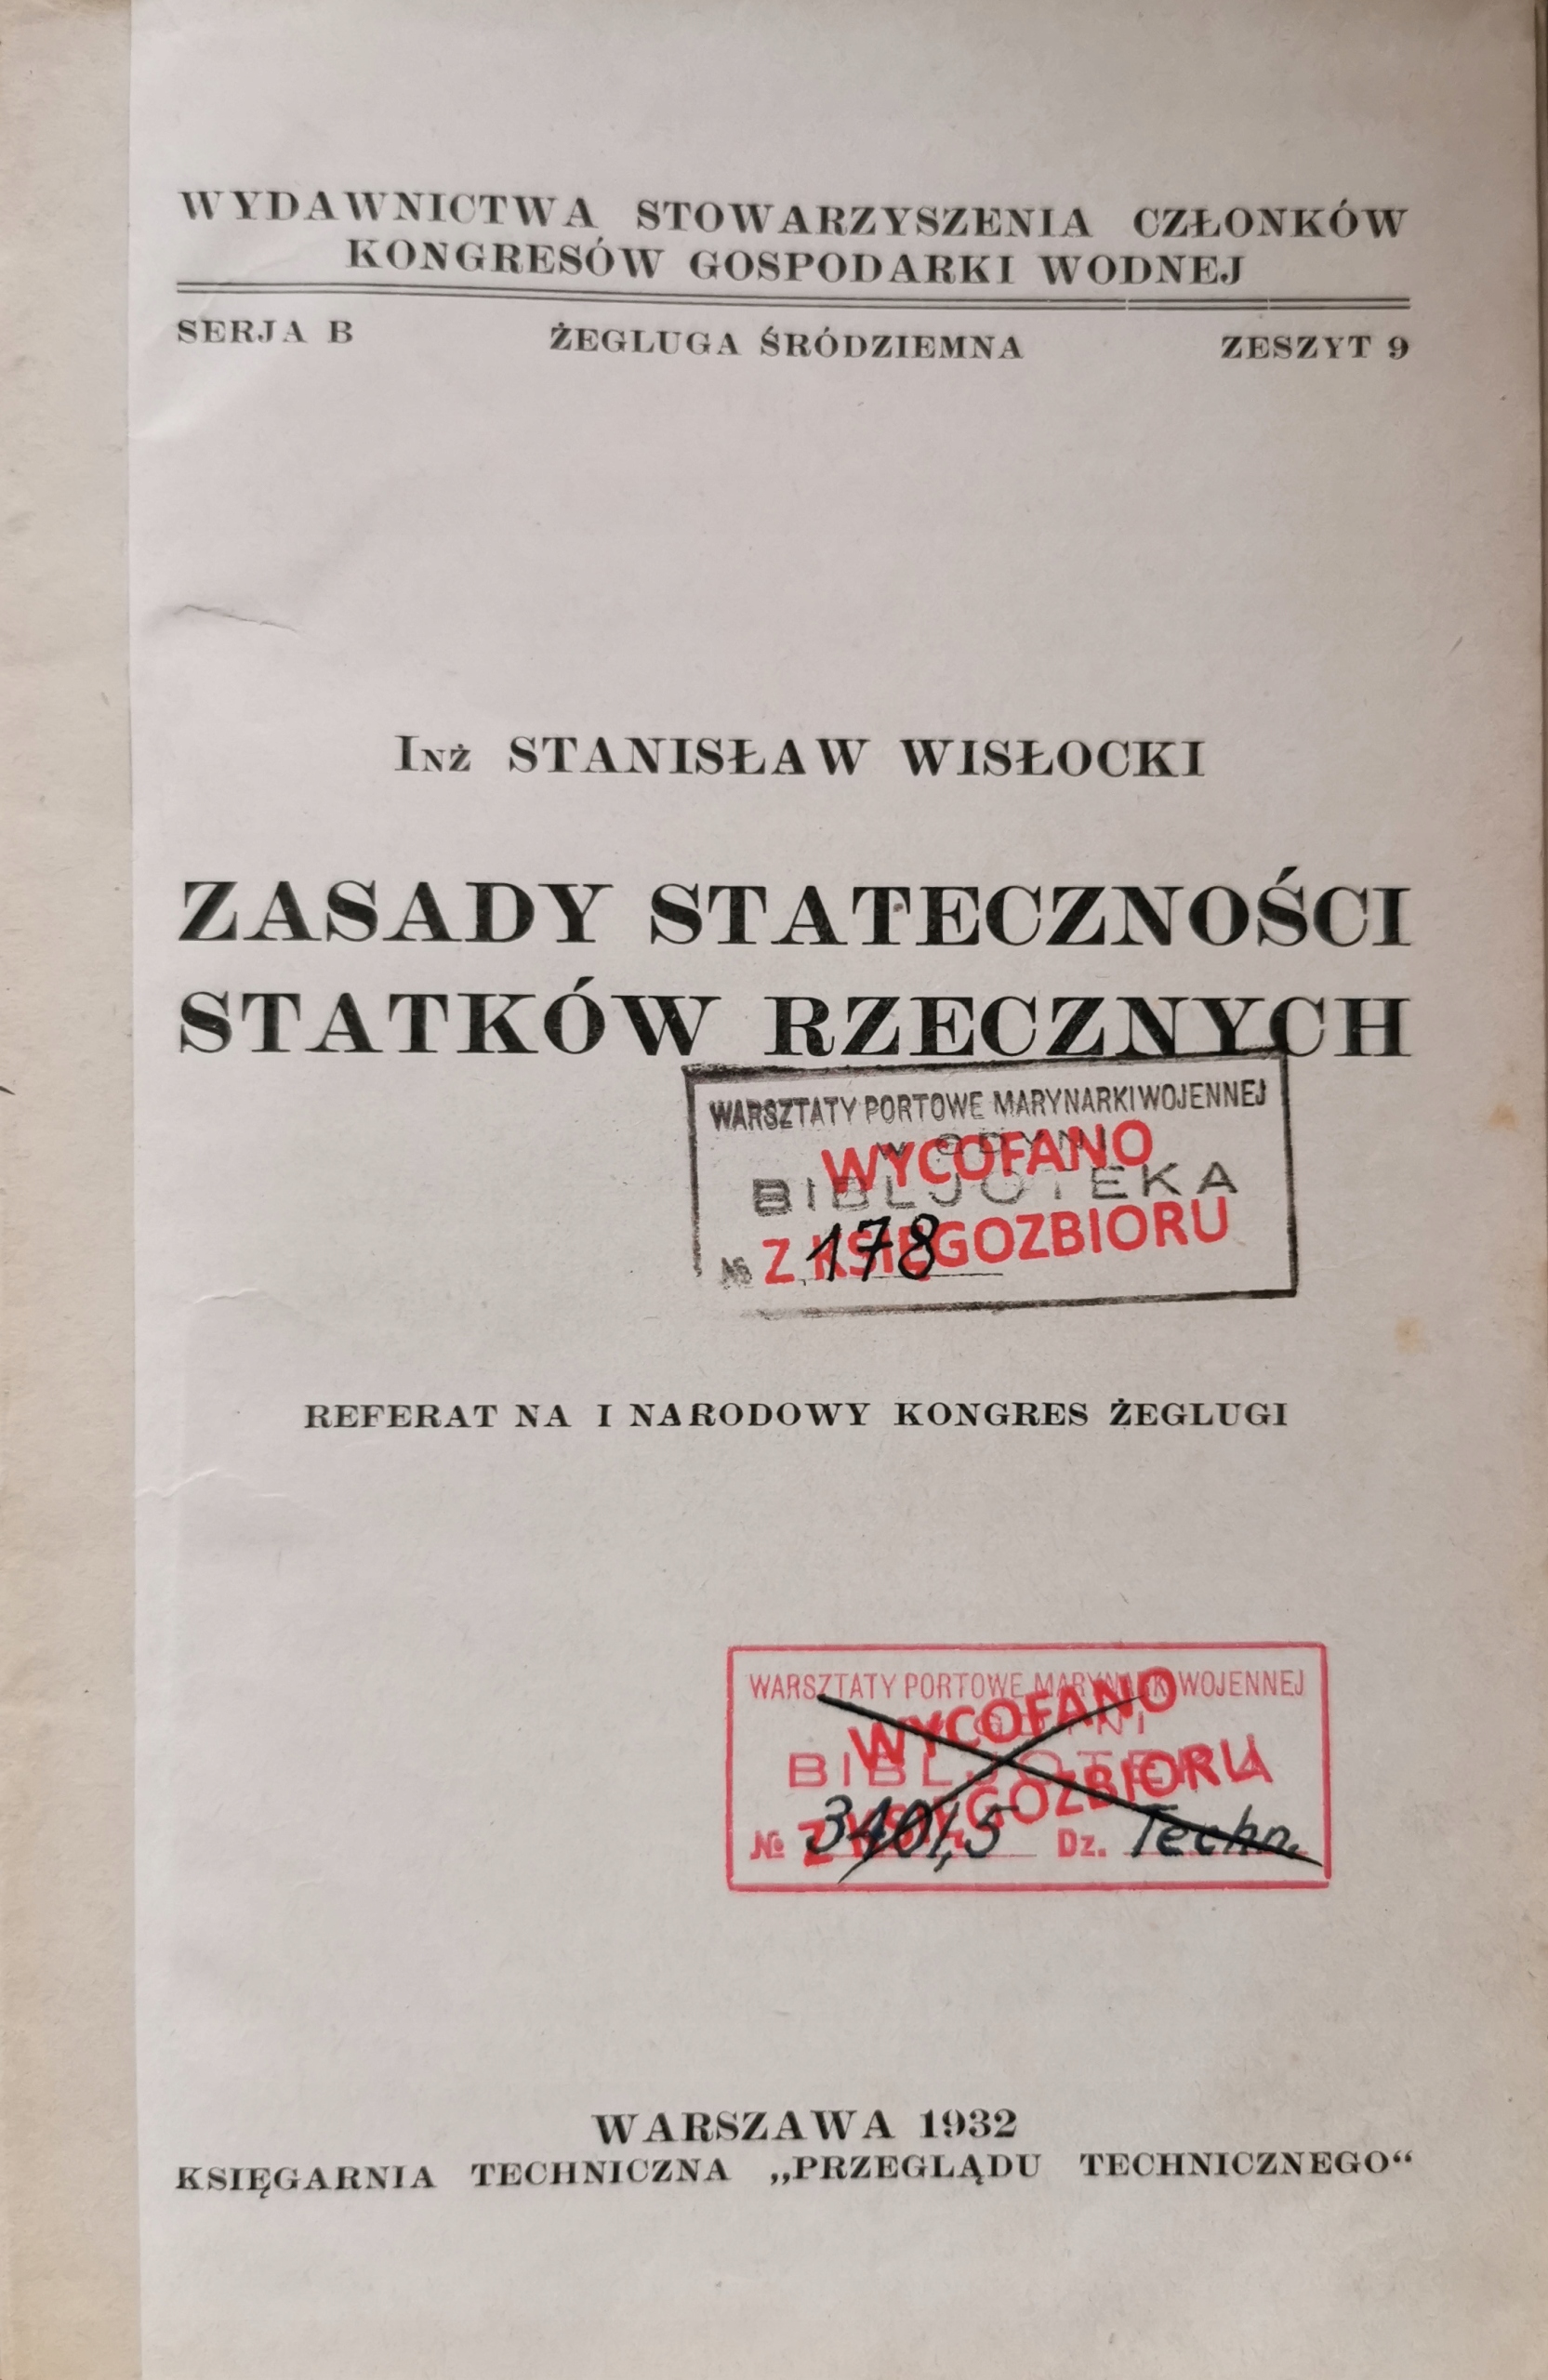 WYDAWNICTWA STOWARZYSZENIA CZŁONKÓW
KONGRESÓW GOSPODARKI WODNEJ
SERJA B ŻEGLUGA ŚRÓDZIEMNA ZESZYT 9
Inż STANISŁAW WISŁOCKI
ZASADY STATECZNOŚCI
STATKÓW RZECZNYCH
WARSZTATY PORTOWE MARYNARKI WOJENNEJ
WYCOFANO
BIBLJOTEKA
Z KSIĘGOZBIORU
№ 178
REFERAT NA I NARODOWY KONGRES ŻEGLUGI
WARSZTATY PORTOWE MARYNARKI WOJENNEJ
WYCOFANO
BIBLJOTEKA
Z KSIĘGOZBIORU
№ 3401,5 Dz. Techn.
WARSZAWA 1932
KSIĘGARNIA TECHNICZNA „PRZEGLĄDU TECHNICZNEGO“